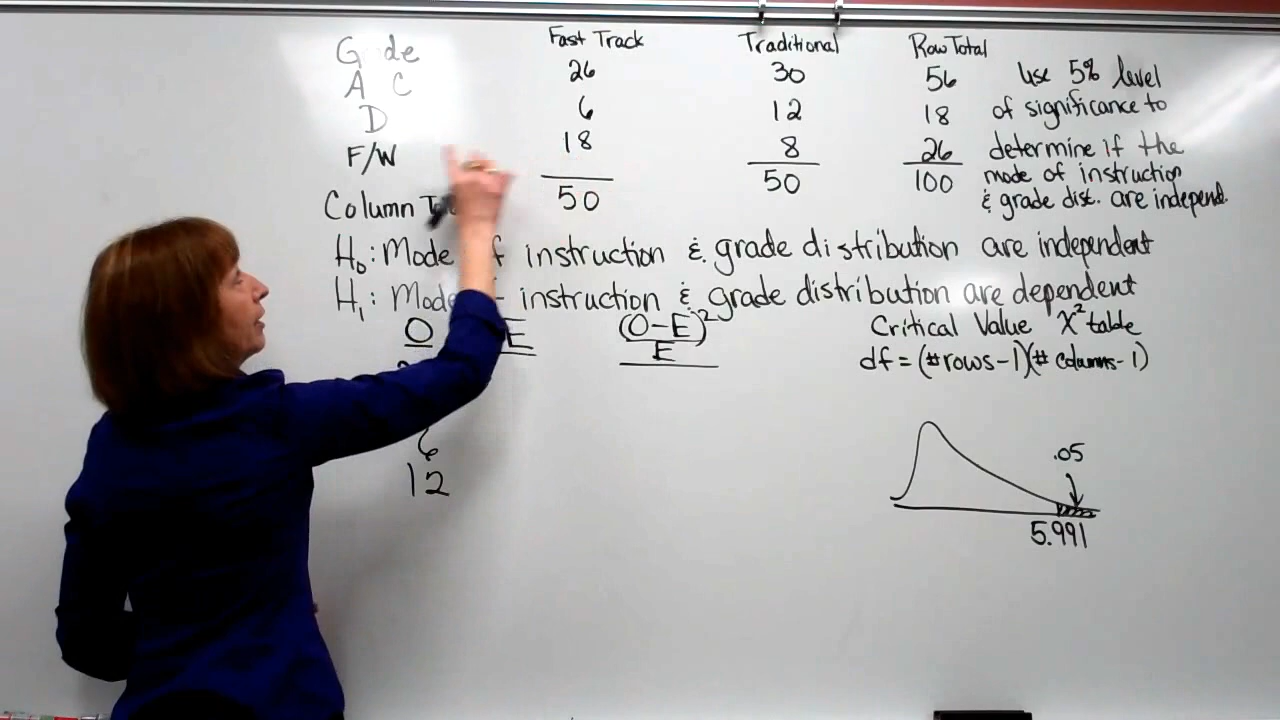 Grade Fast Track Traditional Row Total
A C 26 30 56 Use 5% level
D 6 12 18 of significance to
F/W 18 8 26 determine if the
mode of instruction
Column 50 50 100 & grade dist. are independ.
H₀: Mode of instruction & grade distribution are independent
H₁: Mode instruction & grade distribution are dependent
O E (O-E)²/E Critical Value X² table
df = (# rows - 1)(# columns - 1)
6
12
.05
5.991